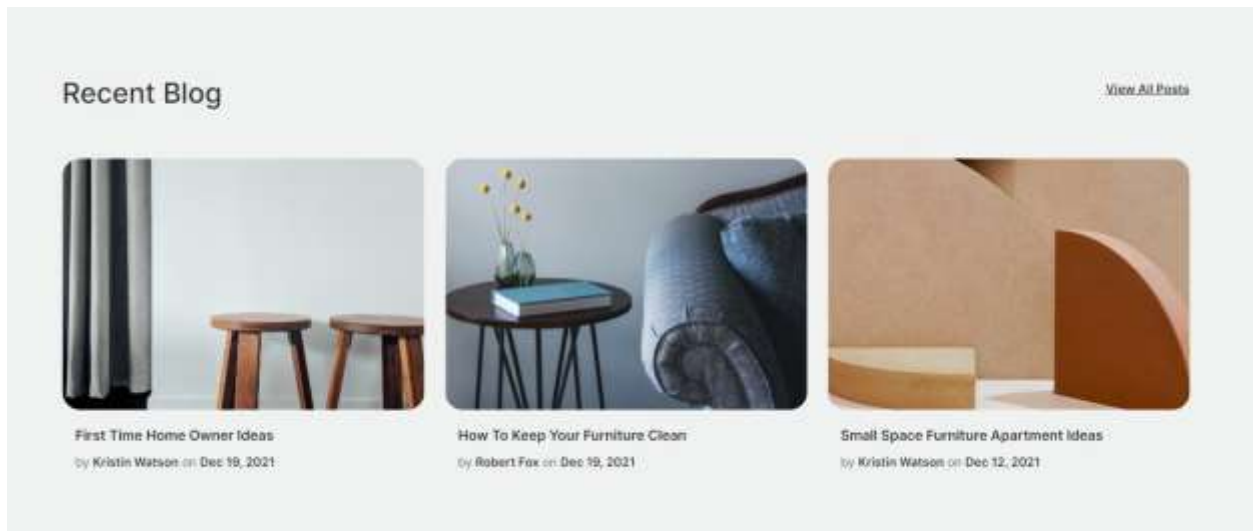 Recent Blog
View All Posts
First Time Home Owner Ideas
by Kristin Watson on Dec 19, 2021
How To Keep Your Furniture Clean
by Robert Fox on Dec 19, 2021
Small Space Furniture Apartment Ideas
by Kristin Watson on Dec 12, 2021